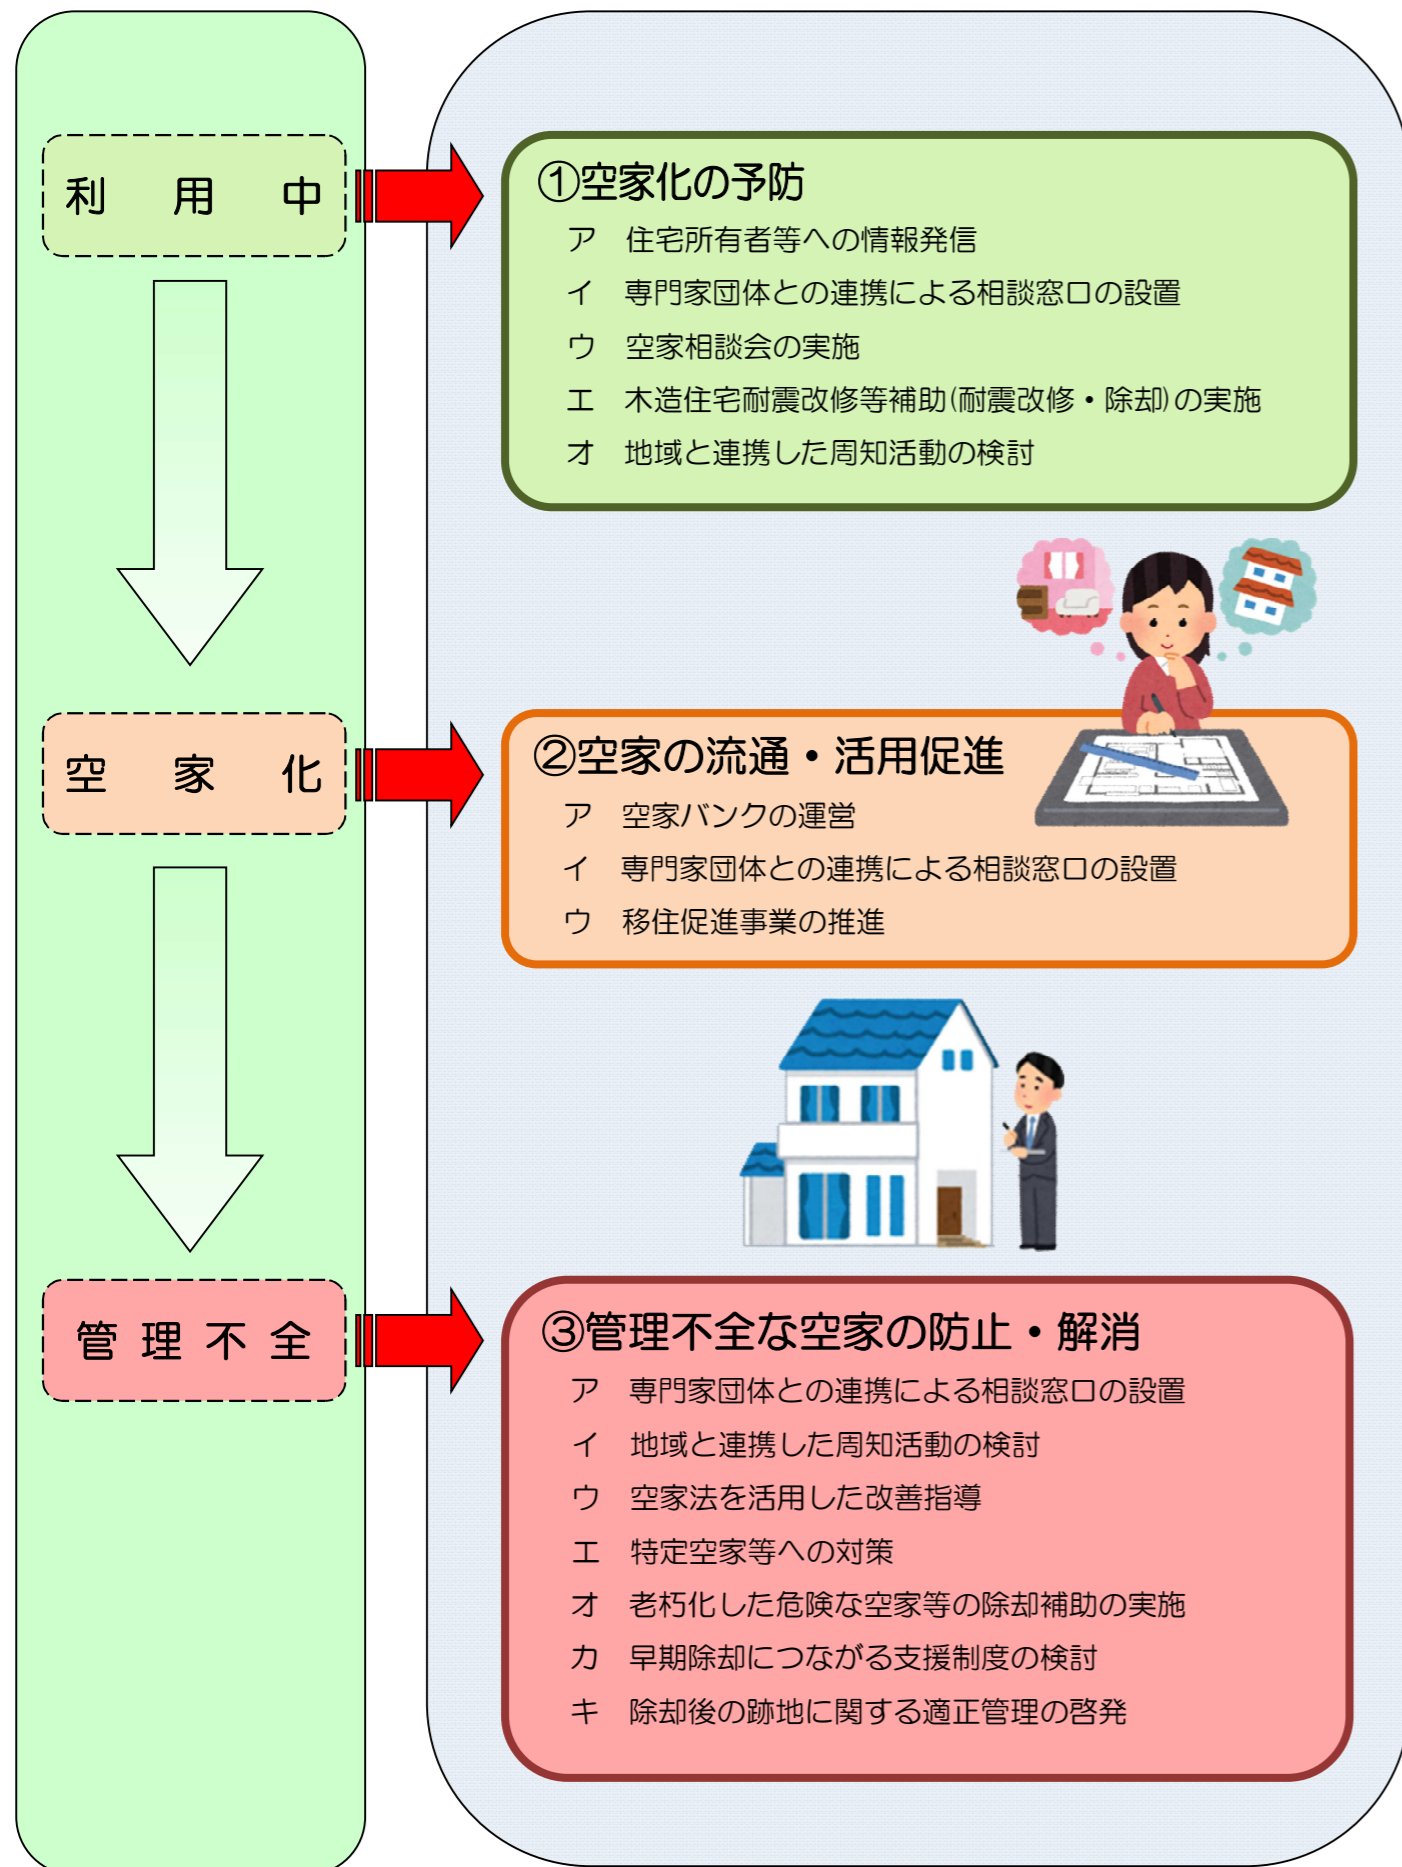 利用中
①空家化の予防
ア 住宅所有者等への情報発信
イ 専門家団体との連携による相談窓口の設置
ウ 空家相談会の実施
エ 木造住宅耐震改修等補助(耐震改修・除却)の実施
オ 地域と連携した周知活動の検討
空家化
②空家の流通・活用促進
ア 空家バンクの運営
イ 専門家団体との連携による相談窓口の設置
ウ 移住促進事業の推進
管理不全
③管理不全な空家の防止・解消
ア 専門家団体との連携による相談窓口の設置
イ 地域と連携した周知活動の検討
ウ 空家法を活用した改善指導
エ 特定空家等への対策
オ 老朽化した危険な空家等の除却補助の実施
カ 早期除却につながる支援制度の検討
キ 除却後の跡地に関する適正管理の啓発